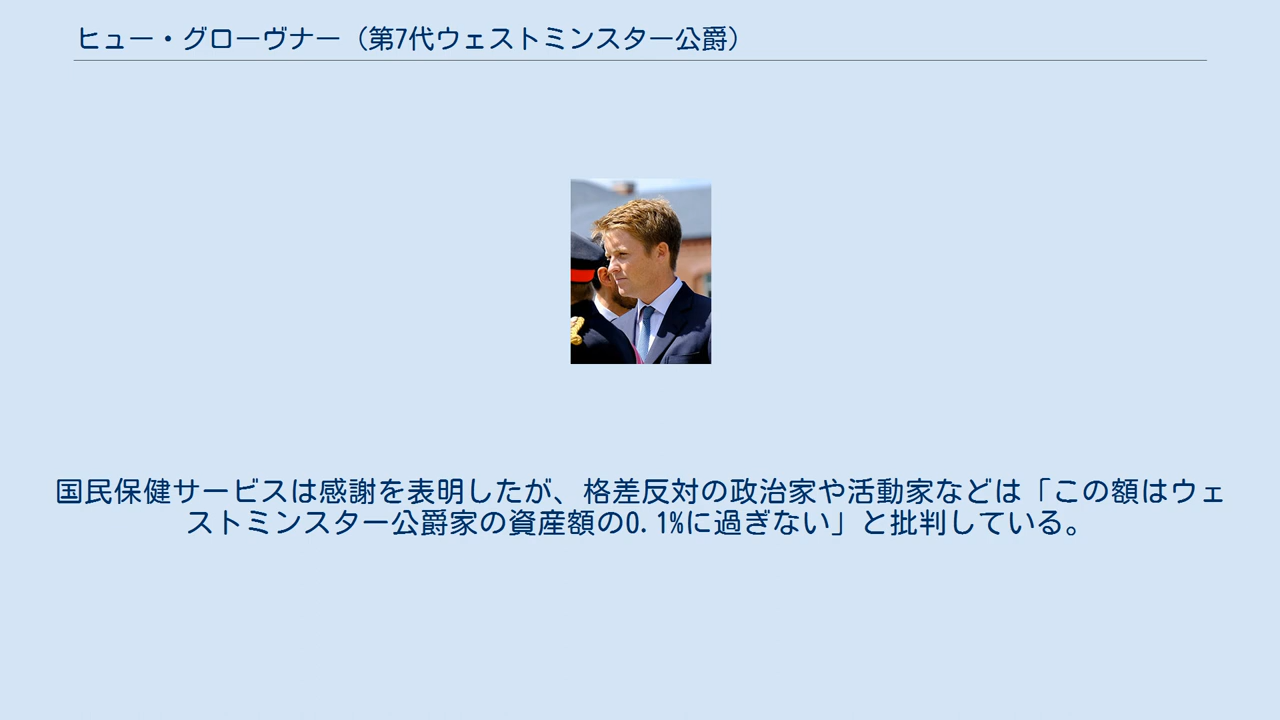 ヒュー・グローヴナー（第7代ウェストミンスター公爵）
国民保健サービスは感謝を表明したが、格差反対の政治家や活動家などは「この額はウェ
ストミンスター公爵家の資産額の0.1%に過ぎない」と批判している。